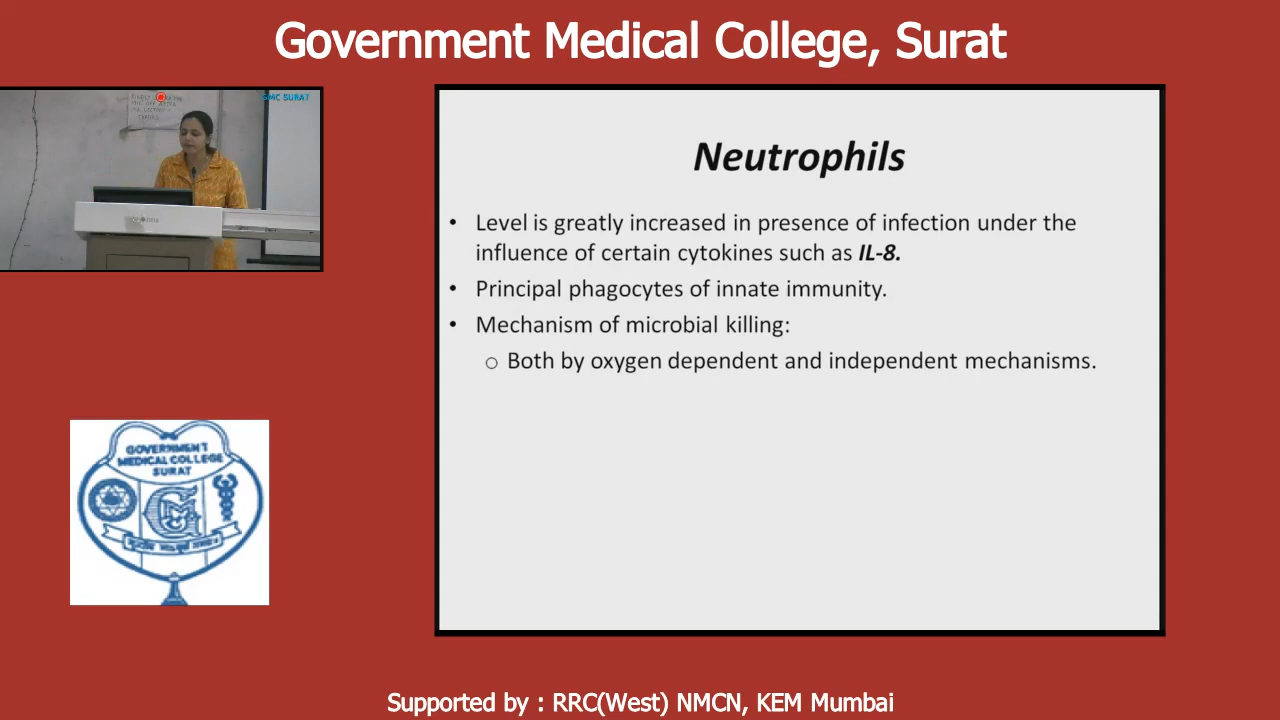 Government Medical College, Surat
GMC SURAT
Neutrophils
• Level is greatly increased in presence of infection under the
influence of certain cytokines such as IL-8.
• Principal phagocytes of innate immunity.
• Mechanism of microbial killing:
o Both by oxygen dependent and independent mechanisms.
GOVERNMENT
MEDICAL COLLEGE
SURAT
Supported by : RRC(West) NMCN, KEM Mumbai